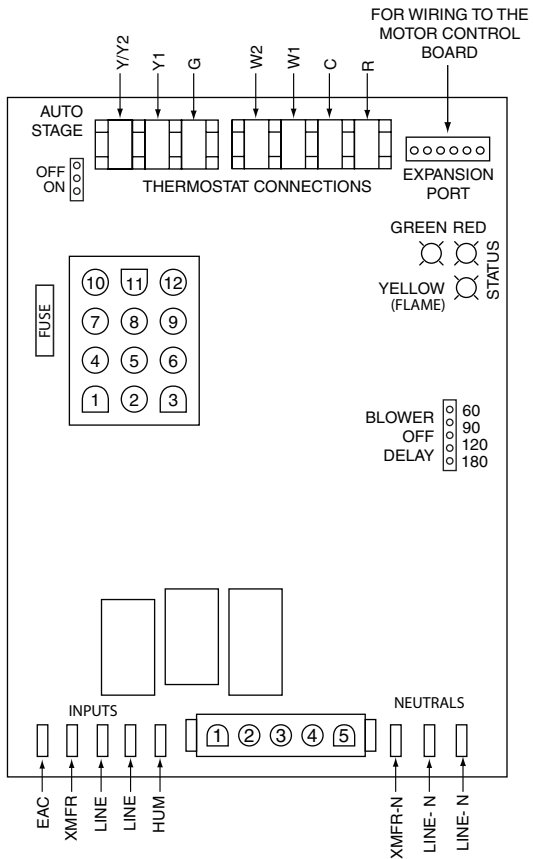 FOR WIRING TO THE
MOTOR CONTROL
BOARD
Y/Y2
Y1
G
W2
W1
C
R
AUTO
STAGE
OFF
ON
THERMOSTAT CONNECTIONS
EXPANSION
PORT
GREEN RED
STATUS
YELLOW
(FLAME)
FUSE
10 11 12
7 8 9
4 5 6
1 2 3
BLOWER
OFF
DELAY
60
90
120
180
INPUTS
NEUTRALS
1 2 3 4 5
EAC
XMFR
LINE
LINE
HUM
XMFR-N
LINE- N
LINE- N